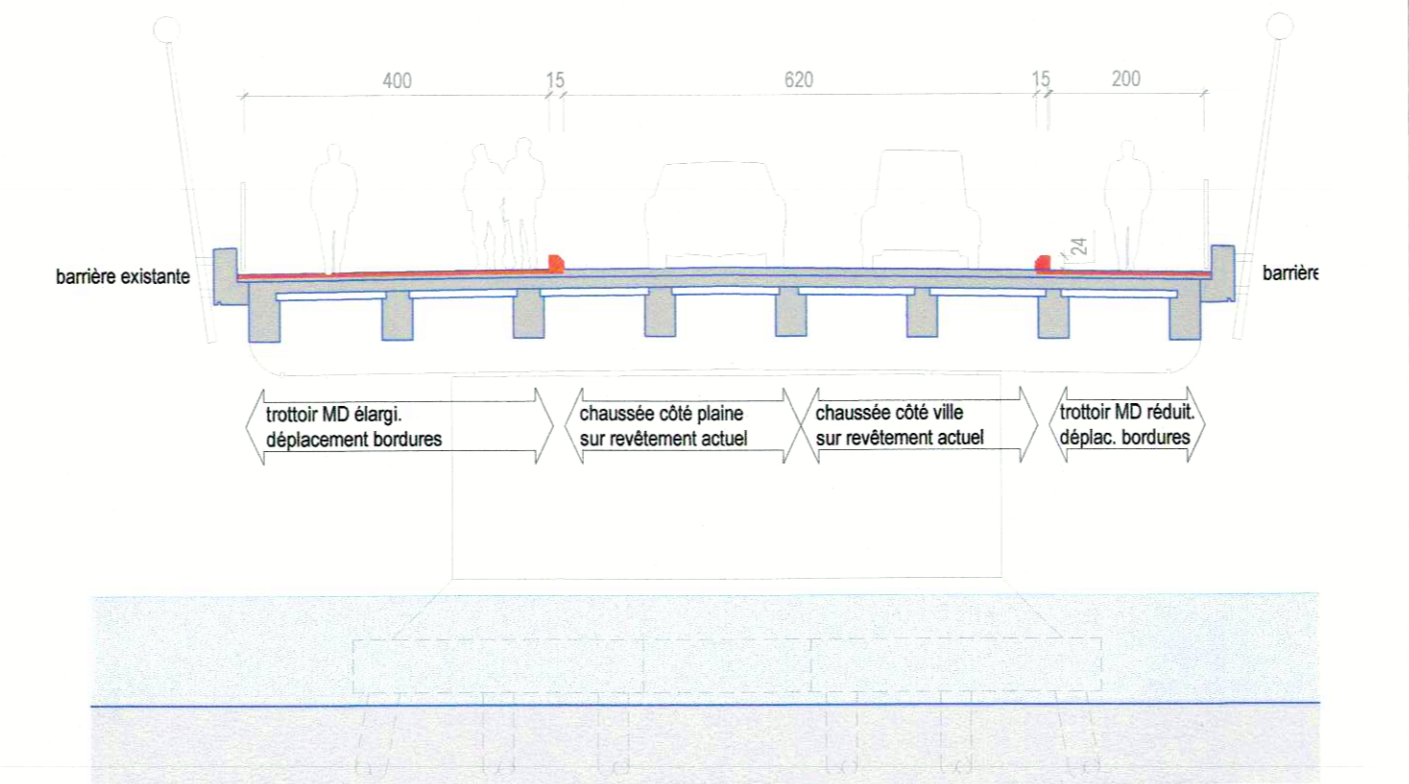 400 15 620 15 200
24
barrière existante
barrière
trottoir MD élargi.
déplacement bordures
chaussée côté plaine
sur revêtement actuel
chaussée côté ville
sur revêtement actuel
trottoir MD réduit.
déplac. bordures